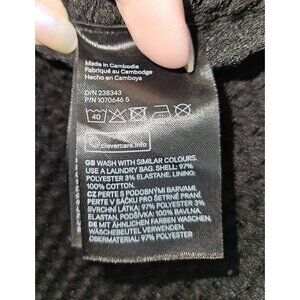 Made in Cambodia
Fabriqué au Cambodge
Hecho en Camboya
D/N 238343
P/N 1070646 S
40
clevercare.info
GB WASH WITH SIMILAR COLOURS.
USE A LAUNDRY BAG. SHELL: 97%
POLYESTER 3% ELASTANE. LINING:
100% COTTON.
CZ PERTE S PODOBNÝMI BARVAMI.
PERTE V SÁČKU PRO ŠETRNÉ PRANÍ.
SVRCHNÍ LÁTKA: 97% POLYESTER 3%
ELASTAN. PODŠÍVKA: 100% BAVLNA.
DE MIT ÄHNLICHEN FARBEN WASCHEN.
WÄSCHEBEUTEL VERWENDEN.
OBERMATERIAL: 97% POLYESTER